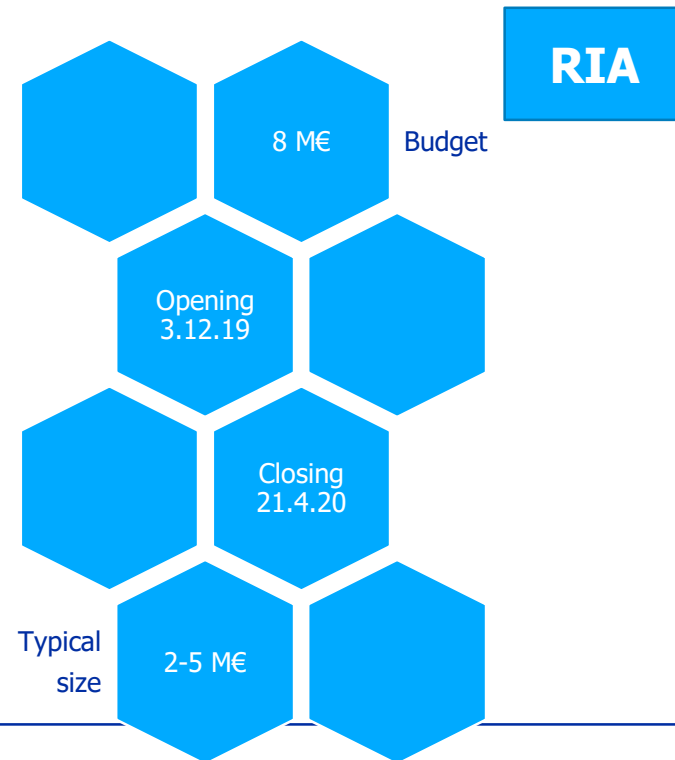 RIA
8 M€
Budget
Opening
3.12.19
Closing
21.4.20
Typical
size
2-5 M€